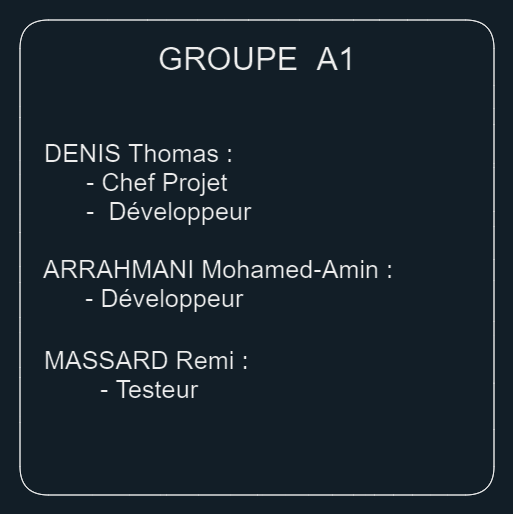 GROUPE A1
DENIS Thomas :
- Chef Projet
- Développeur
ARRAHMANI Mohamed-Amin :
- Développeur
MASSARD Remi :
- Testeur